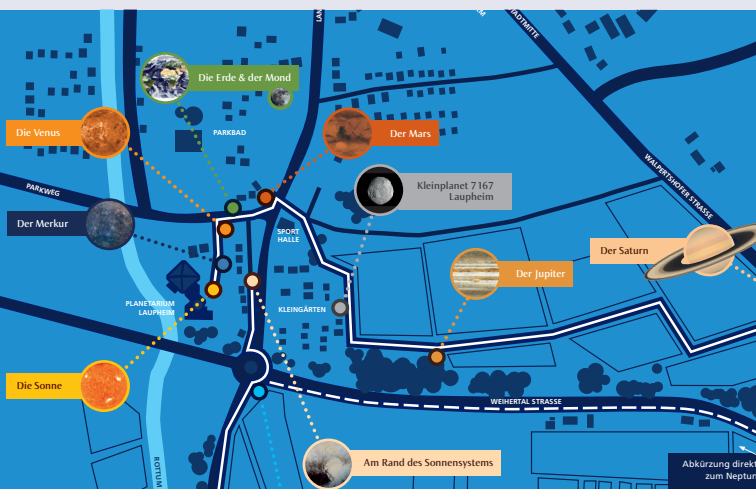 LAN
STADTMITTE
Die Erde & der Mond
Die Venus
PARKBAD
Der Mars
WALPERTSHOFER STRASSE
PARKWEG
Kleinplanet 7167
Laupheim
Der Merkur
SPORT
HALLE
Der Saturn
Der Jupiter
PLANETARIUM
LAUPHEIM
KLEINGÄRTEN
Die Sonne
WEIHERTAL STRASSE
ROTTUM
Am Rand des Sonnensystems
Abkürzung direkt
zum Neptun